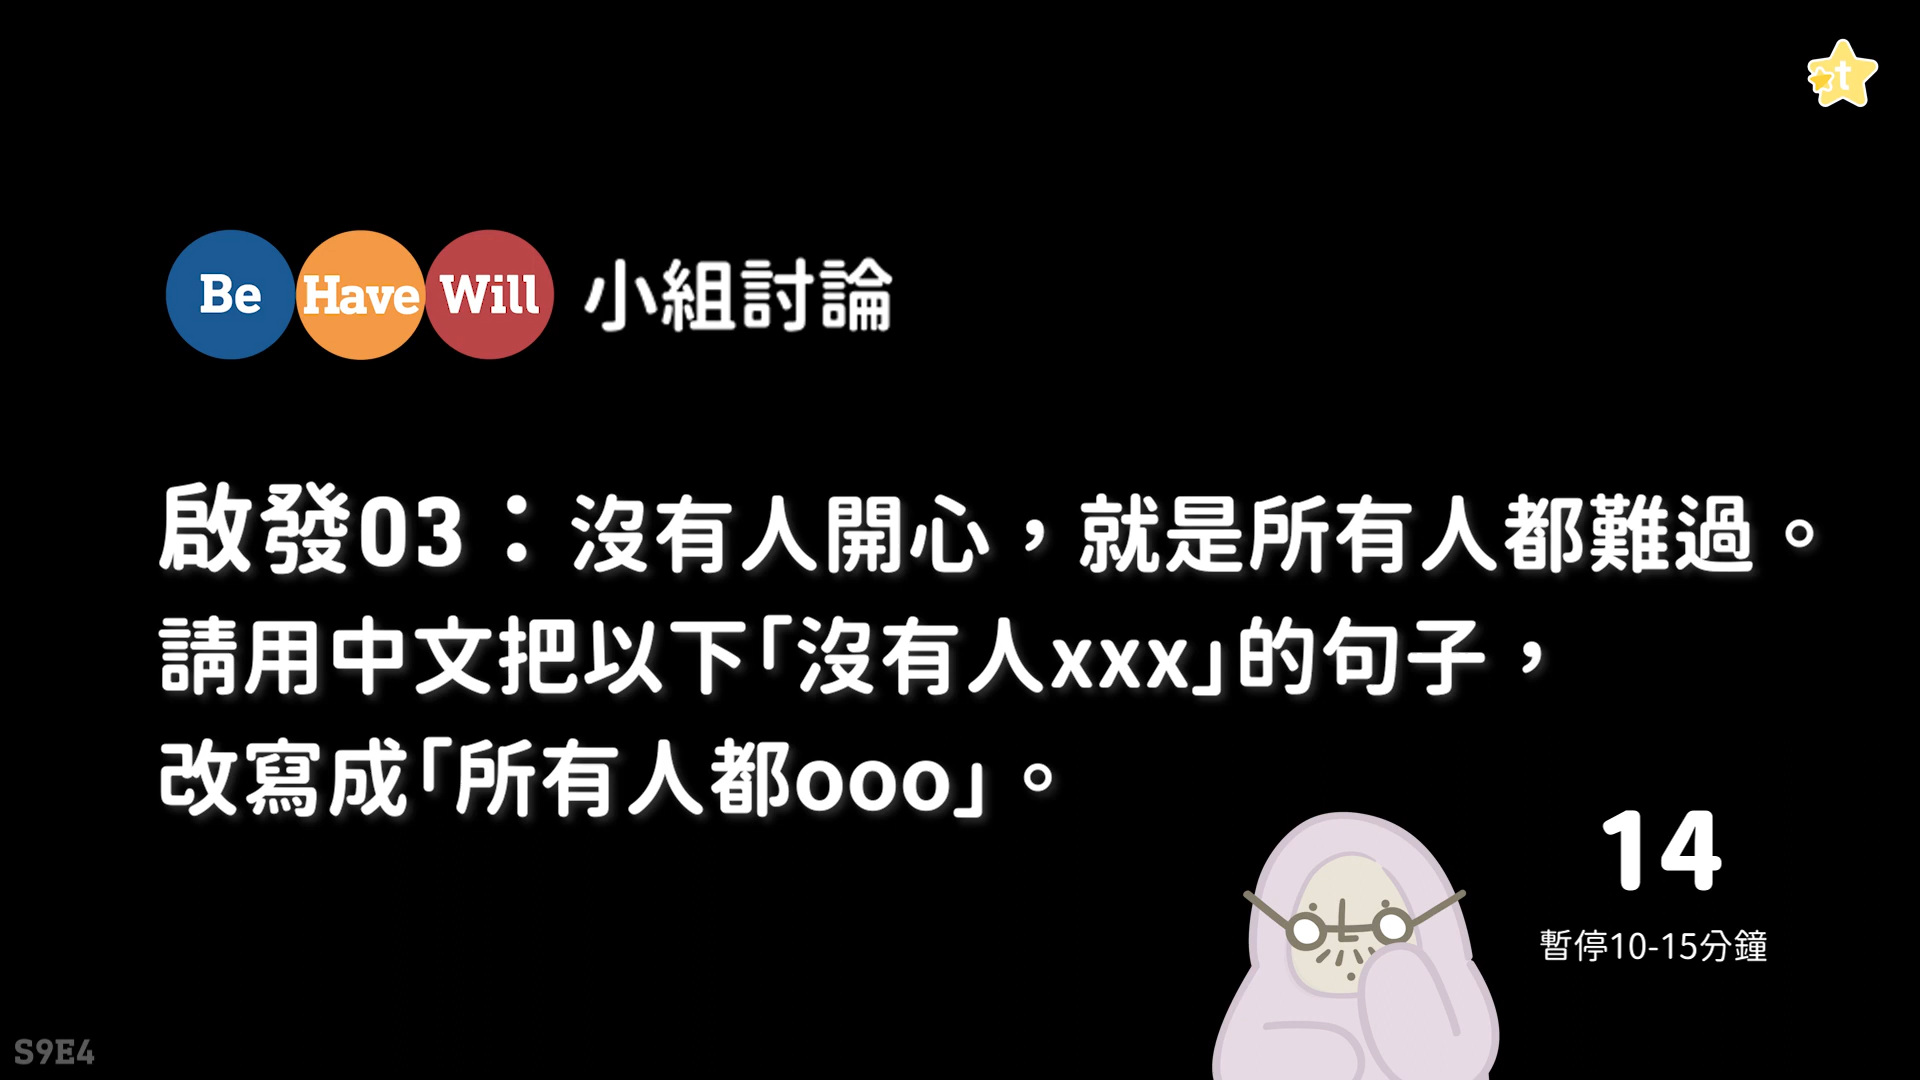 t
Be Have Will 小組討論
啟發03：沒有人開心，就是所有人都難過。
請用中文把以下「沒有人xxx」的句子，
改寫成「所有人都ooo」。
14
暫停10-15分鐘
S9E4